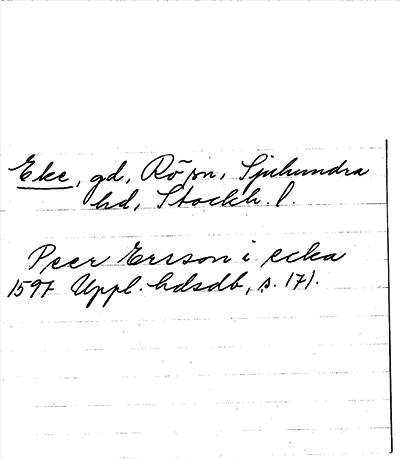 Eke, gd, Rö sn, Sjuhundra
hd, Stockh. l.
Peer Ersson i ecka
1597 Uppl. hdsdb, s. 171.